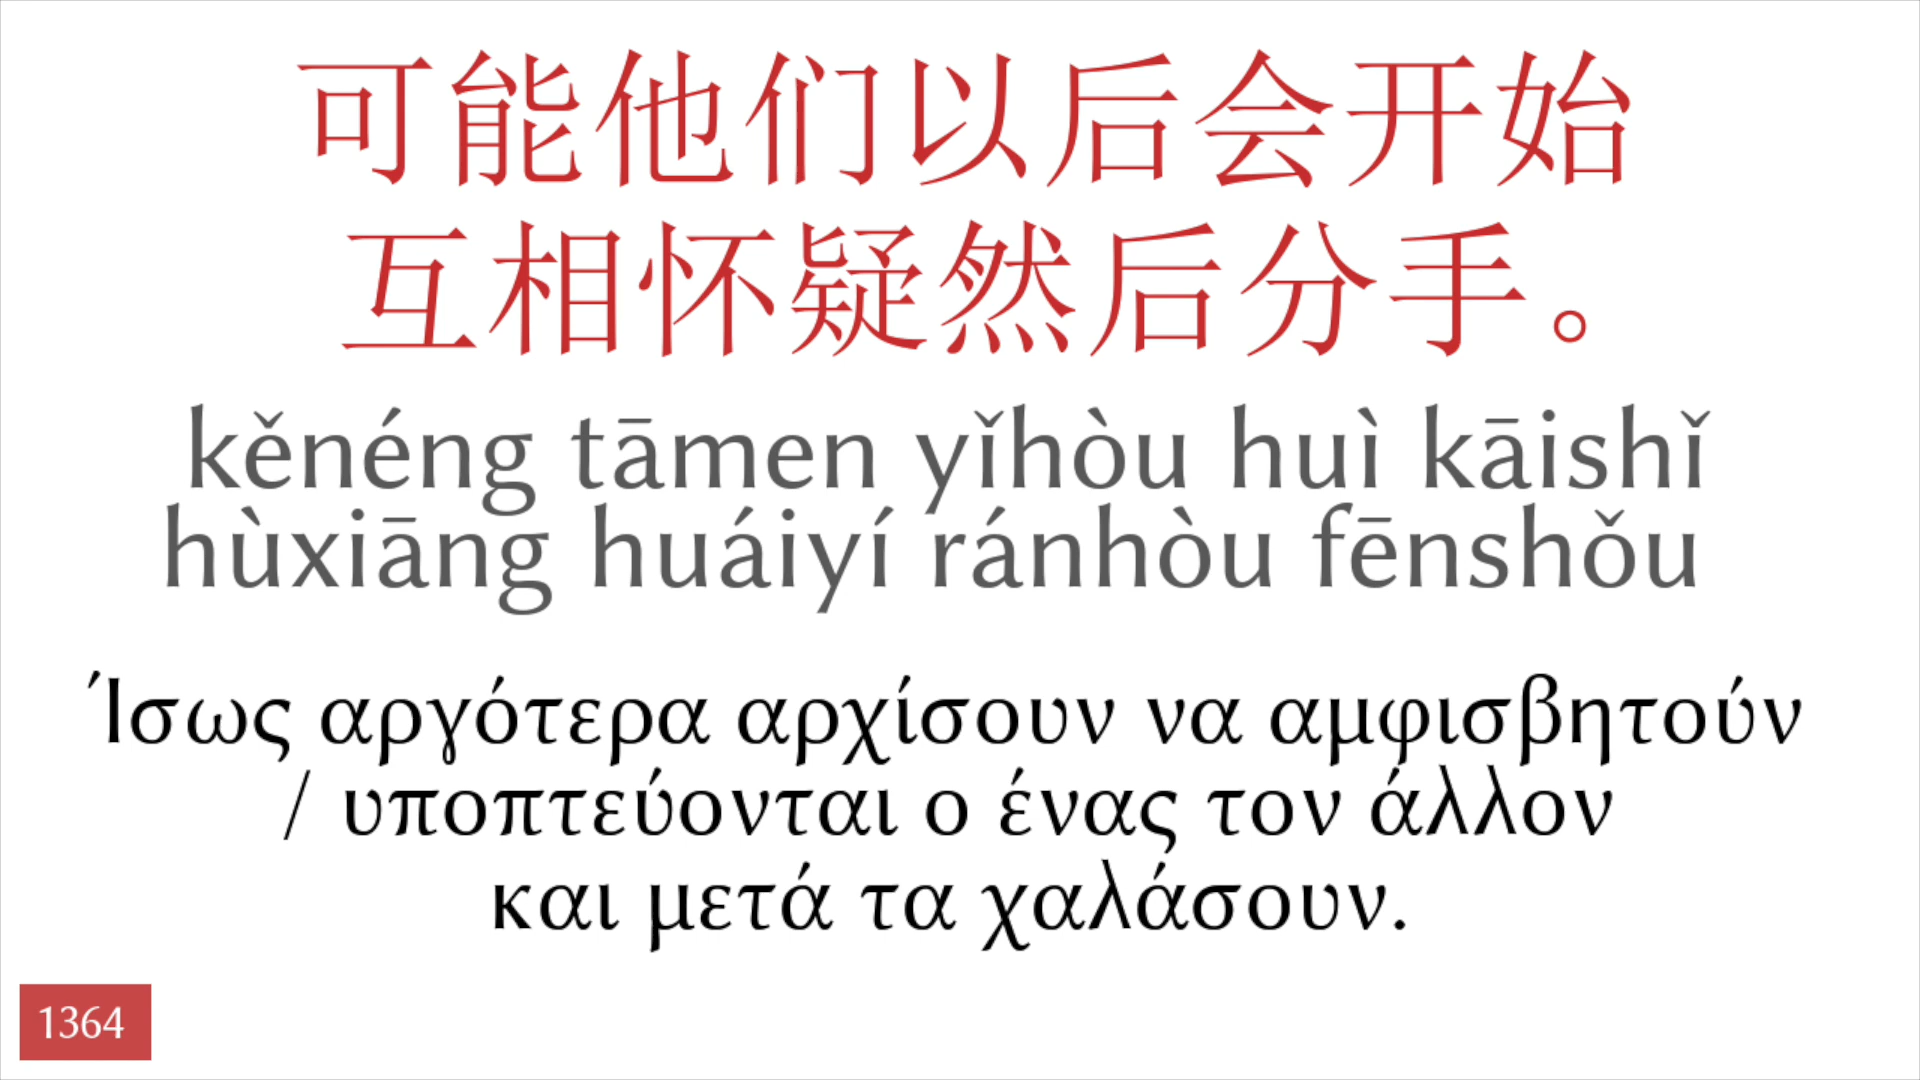 可能他们以后会开始
互相怀疑然后分手。
kěnéng tāmen yǐhòu huì kāishǐ
hùxiāng huáiyí ránhòu fēnshǒu
Ίσως αργότερα αρχίσουν να αμφισβητούν
/ υποπτεύονται ο ένας τον άλλον
και μετά τα χαλάσουν.
1364